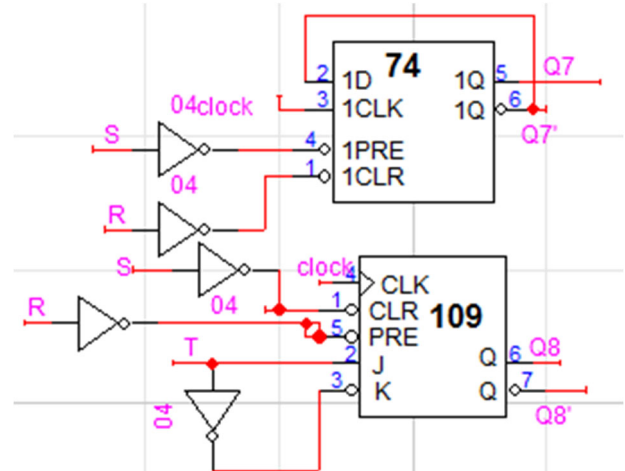 74
2 1D 1Q 5 Q7
04clock 3 1CLK 1Q 6
Q7'
S 4 1PRE
04 1 1CLR
R
S clock 4 CLK
04 1 CLR 109
R 5 PRE
T 2 J Q 6 Q8
3 K Q 7
04 Q8'